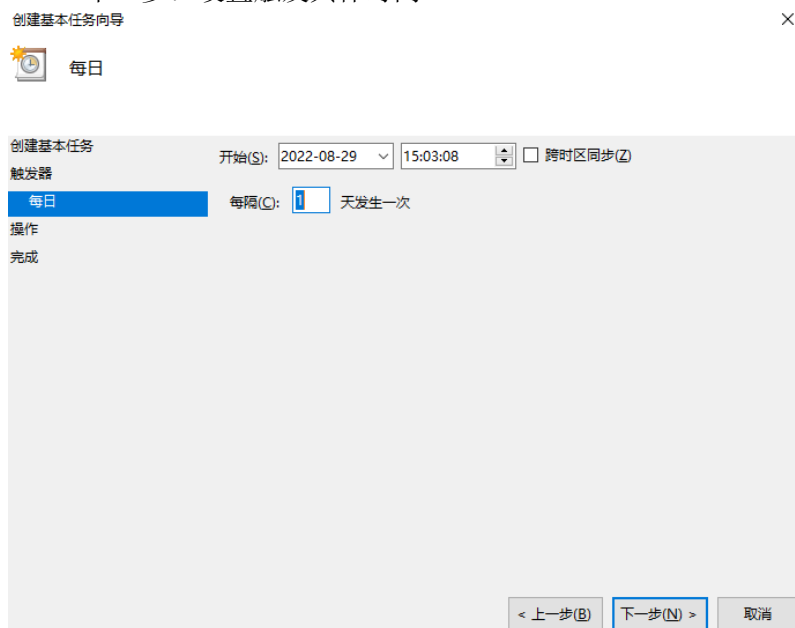 创建基本任务向导
每日
创建基本任务
触发器
每日
操作
完成
开始(S): 2022-08-29 15:03:08 跨时区同步(Z)
每隔(C): 1 天发生一次
< 上一步(B) 下一步(N) > 取消